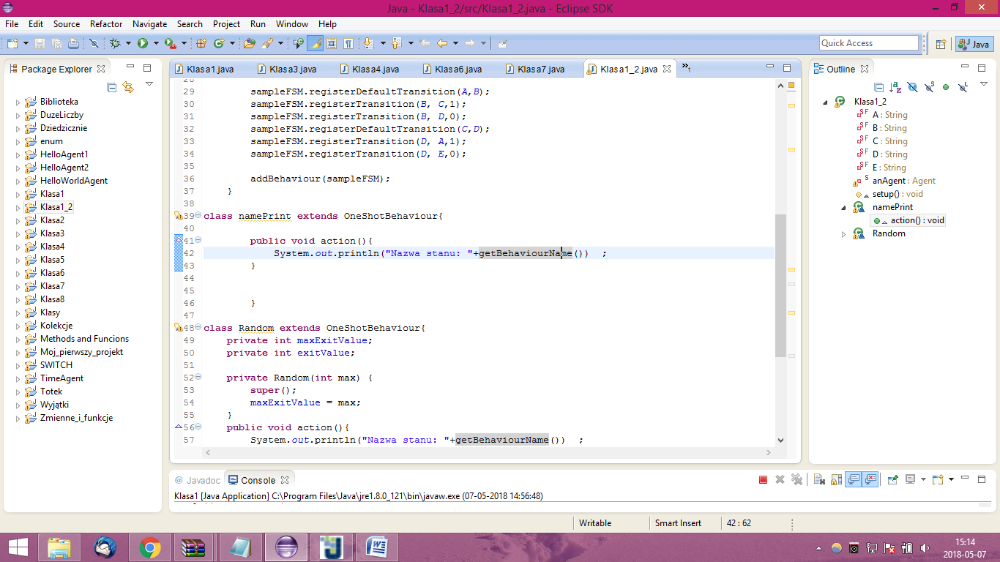 Java - Klasa1_2/src/Klasa1_2.java - Eclipse SDK
File Edit Source Refactor Navigate Search Project Run Window Help
Quick Access
Java
Package Explorer
Biblioteka
DuzeLiczby
Dziedzicznie
enum
HelloAgent1
HelloAgent2
HelloWorldAgent
Klasa1
Klasa1_2
Klasa2
Klasa3
Klasa4
Klasa5
Klasa6
Klasa7
Klasa8
Klasy
Kolekcje
Methods and Funcions
Moj_pierwszy_projekt
SWITCH
TimeAgent
Totek
Wyjątki
Zmienne_i_funkcje
Klasa1.java Klasa3.java Klasa4.java Klasa6.java Klasa7.java Klasa1_2.java »1
28
29 sampleFSM.registerDefaultTransition(A,B);
30 sampleFSM.registerTransition(B, C,1);
31 sampleFSM.registerTransition(B, D,0);
32 sampleFSM.registerDefaultTransition(C,D);
33 sampleFSM.registerTransition(D, A,1);
34 sampleFSM.registerTransition(D, E,0);
35
36 addBehaviour(sampleFSM);
37 }
38
39 class namePrint extends OneShotBehaviour{
40
41 public void action(){
42 System.out.println("Nazwa stanu: "+getBehaviourName()) ;
43 }
44
45
46 }
47
48 class Random extends OneShotBehaviour{
49 private int maxExitValue;
50 private int exitValue;
51
52 private Random(int max) {
53 super();
54 maxExitValue = max;
55 }
56 public void action(){
57 System.out.println("Nazwa stanu: "+getBehaviourName()) ;
Outline
Klasa1_2
A : String
B : String
C : String
D : String
E : String
anAgent : Agent
setup() : void
namePrint
action() : void
Random
@ Javadoc Console
Klasa1 [Java Application] C:\Program Files\Java\jre1.8.0_121\bin\javaw.exe (07-05-2018 14:56:48)
Writable Smart Insert 42 : 62
15:14
2018-05-07